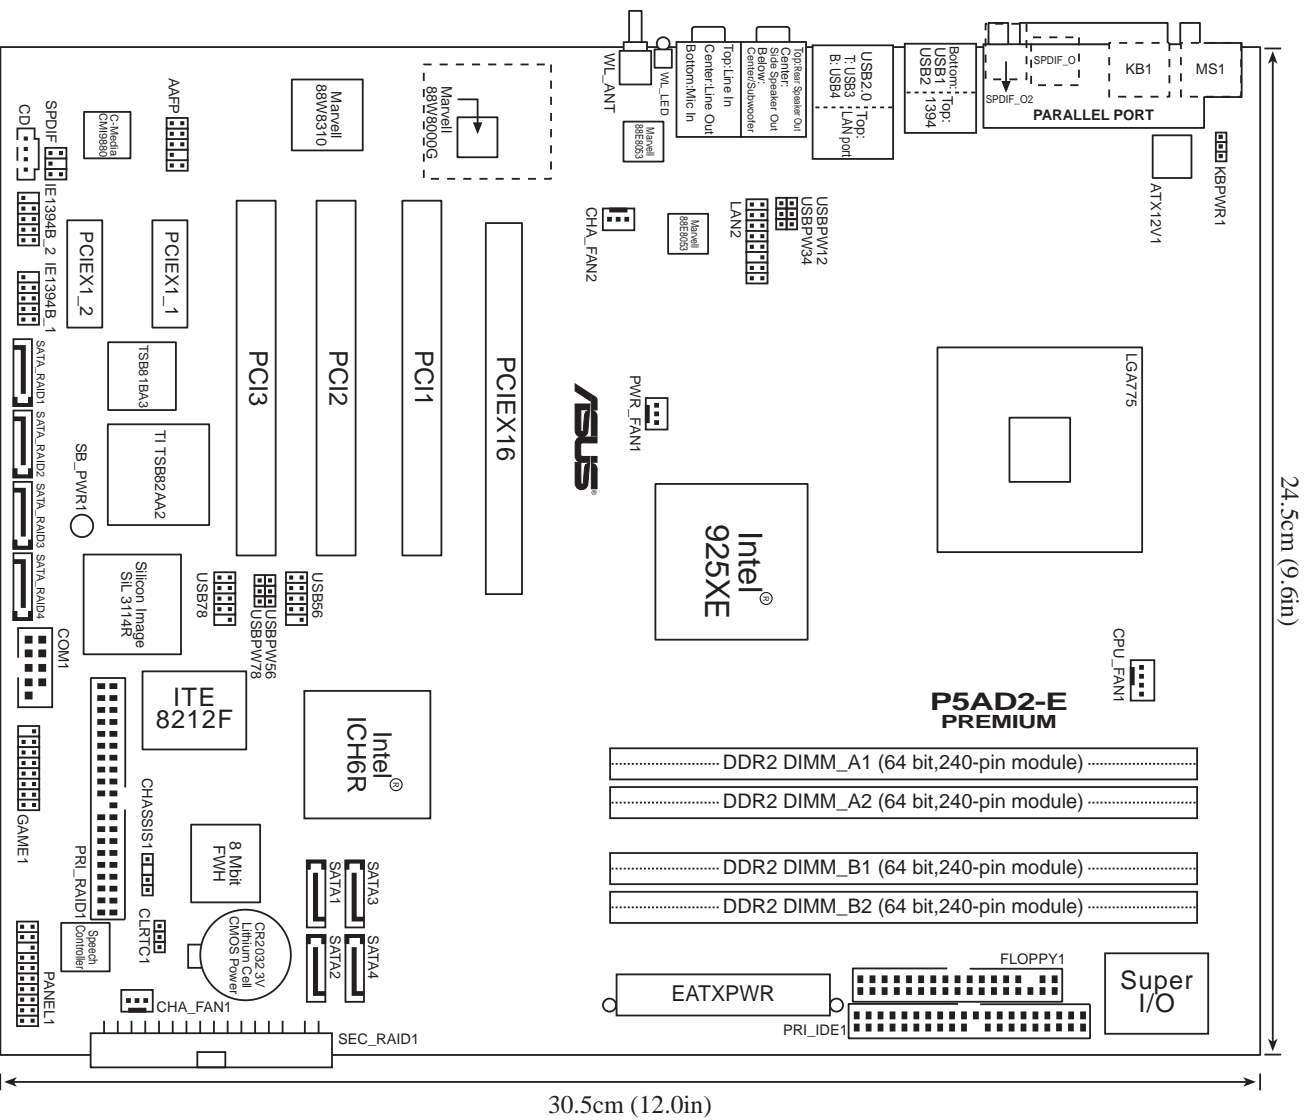 WL_ANT
WL_LED
Top:Line In
Center:Line Out
Bottom:Mic In
Top:Rear Speaker Out
Center:
Side Speaker Out
Below:
Center/Subwoofer
USB2.0
T: USB3
B: USB4
Top:
LAN port
Bottom:
USB1
USB2
Top:
1394
SPDIF_O
SPDIF_O2
KB1
MS1
PARALLEL PORT
KBPWR1
ATX12V1
CD
SPDIF
C-Media
CMI9880
AAFP
Marvell
88W8310
Marvell
88W8000G
Marvell
88E8053
Marvell
88E8053
CHA_FAN2
LAN2
USBPW12
USBPW34
IE1394B_2
IE1394B_1
PCIEX1_2
PCIEX1_1
PCI3
PCI2
PCI1
PCIEX16
SATA_RAID1
SATA_RAID2
SATA_RAID3
SATA_RAID4
TSB81BA3
TI TSB82AA2
SB_PWR1
ASUS®
PWR_FAN1
LGA775
Intel®
925XE
24.5cm (9.6in)
Silicon Image
SiL 3114R
USB78
USBPW56
USBPW78
USB56
COM1
CPU_FAN1
ITE
8212F
Intel®
ICH6R
P5AD2-E
PREMIUM
DDR2 DIMM_A1 (64 bit,240-pin module)
DDR2 DIMM_A2 (64 bit,240-pin module)
DDR2 DIMM_B1 (64 bit,240-pin module)
DDR2 DIMM_B2 (64 bit,240-pin module)
GAME1
PRI_RAID1
CHASSIS1
8 Mbit
FWH
SATA1
SATA3
SATA2
SATA4
CLRTC1
Speech
Controller
CR2032 3V
Lithium Cell
CMOS Power
PANEL1
CHA_FAN1
SEC_RAID1
EATXPWR
FLOPPY1
PRI_IDE1
Super
I/O
30.5cm (12.0in)